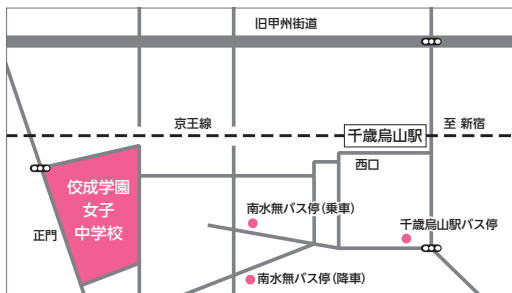 旧甲州街道
京王線
千歳烏山駅
至 新宿
西口
佼成学園
女子
中学校
正門
南水無バス停（乗車）
千歳烏山駅バス停
南水無バス停（降車）